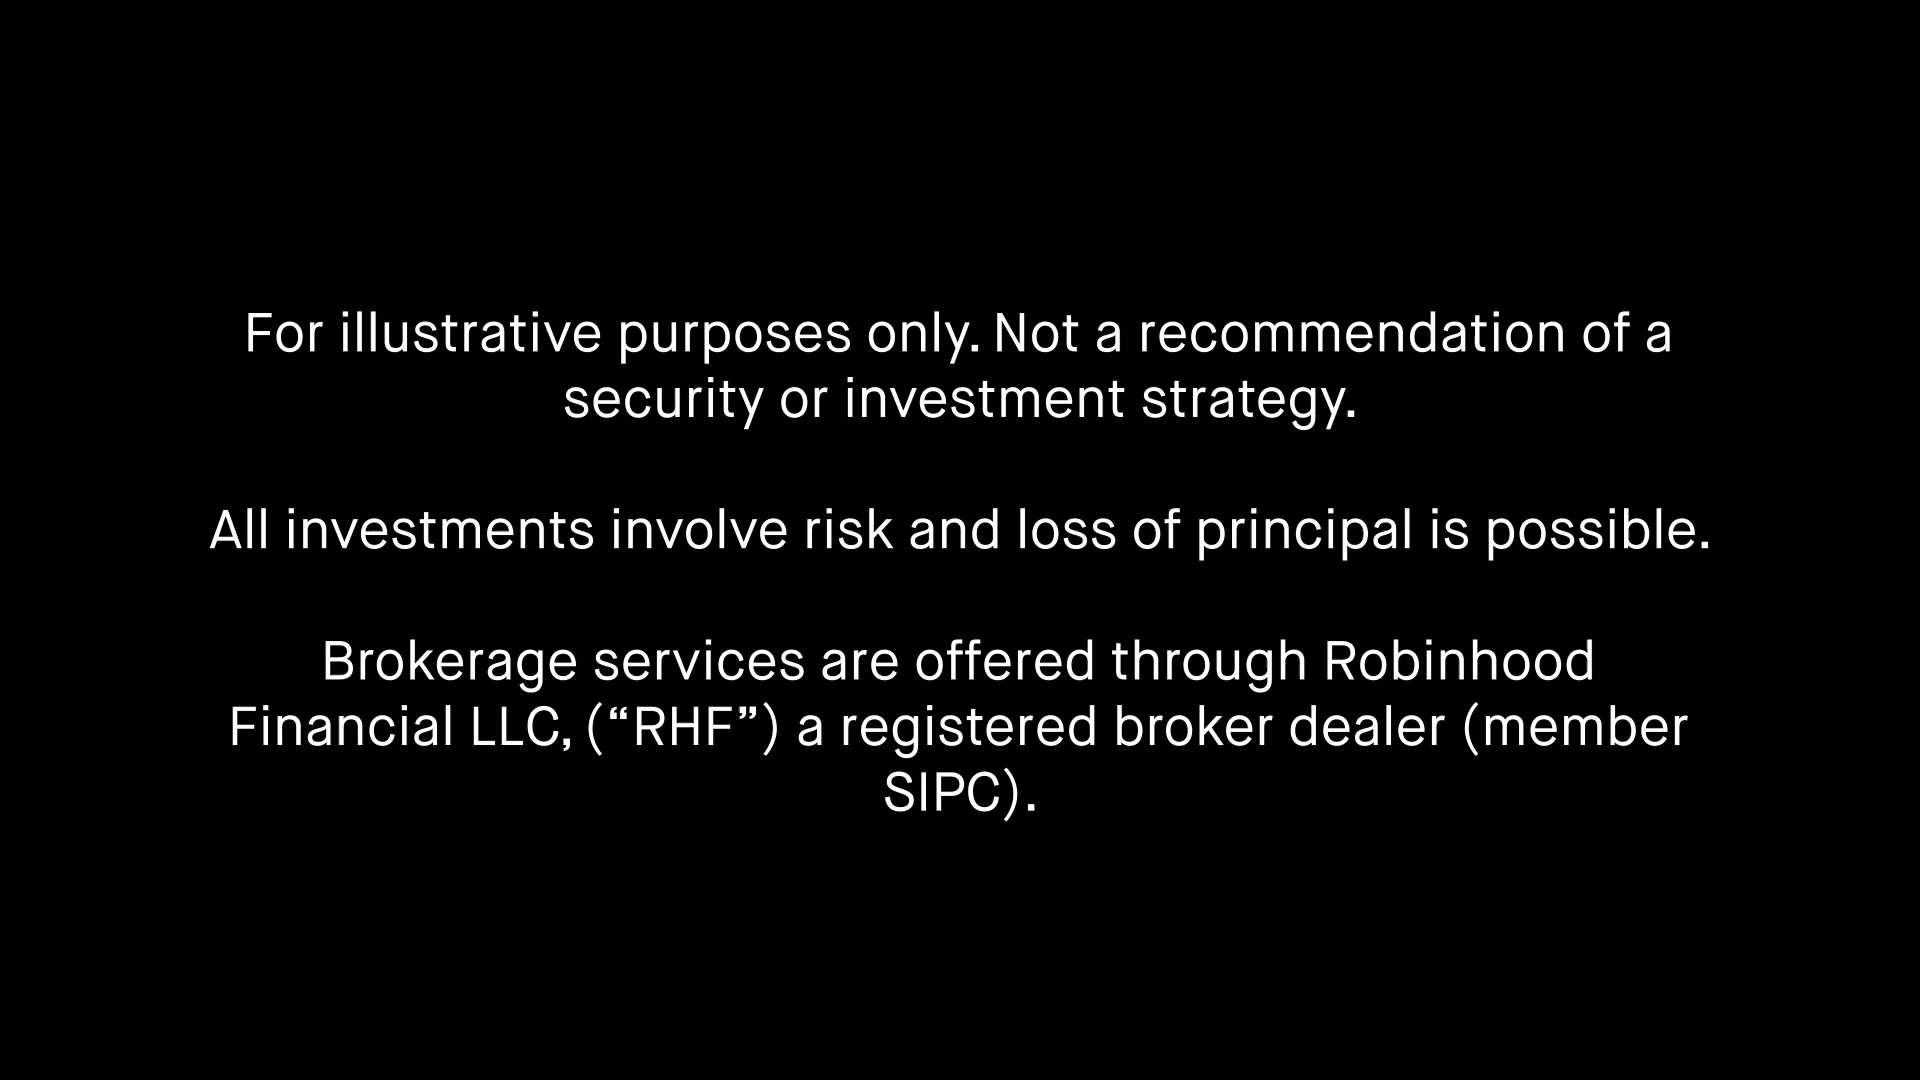 For illustrative purposes only. Not a recommendation of a
security or investment strategy.
All investments involve risk and loss of principal is possible.
Brokerage services are offered through Robinhood
Financial LLC, (“RHF”) a registered broker dealer (member
SIPC).